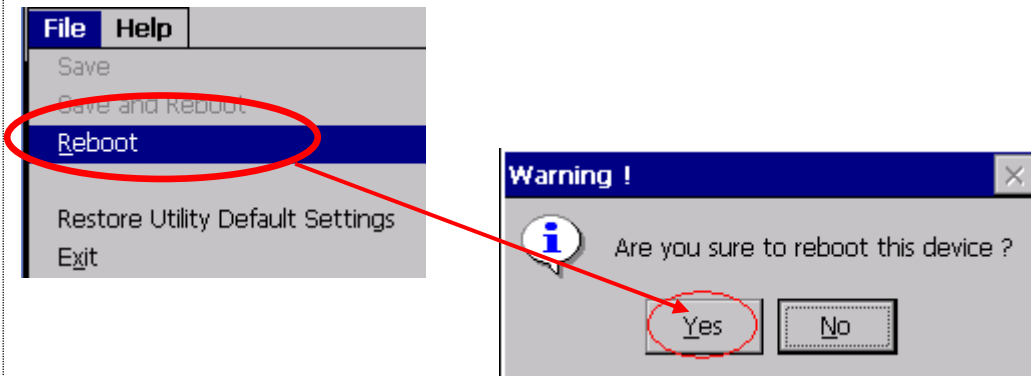 File Help
Save
Save and Reboot
Reboot
Restore Utility Default Settings
Exit
Warning !
Are you sure to reboot this device ?
Yes No